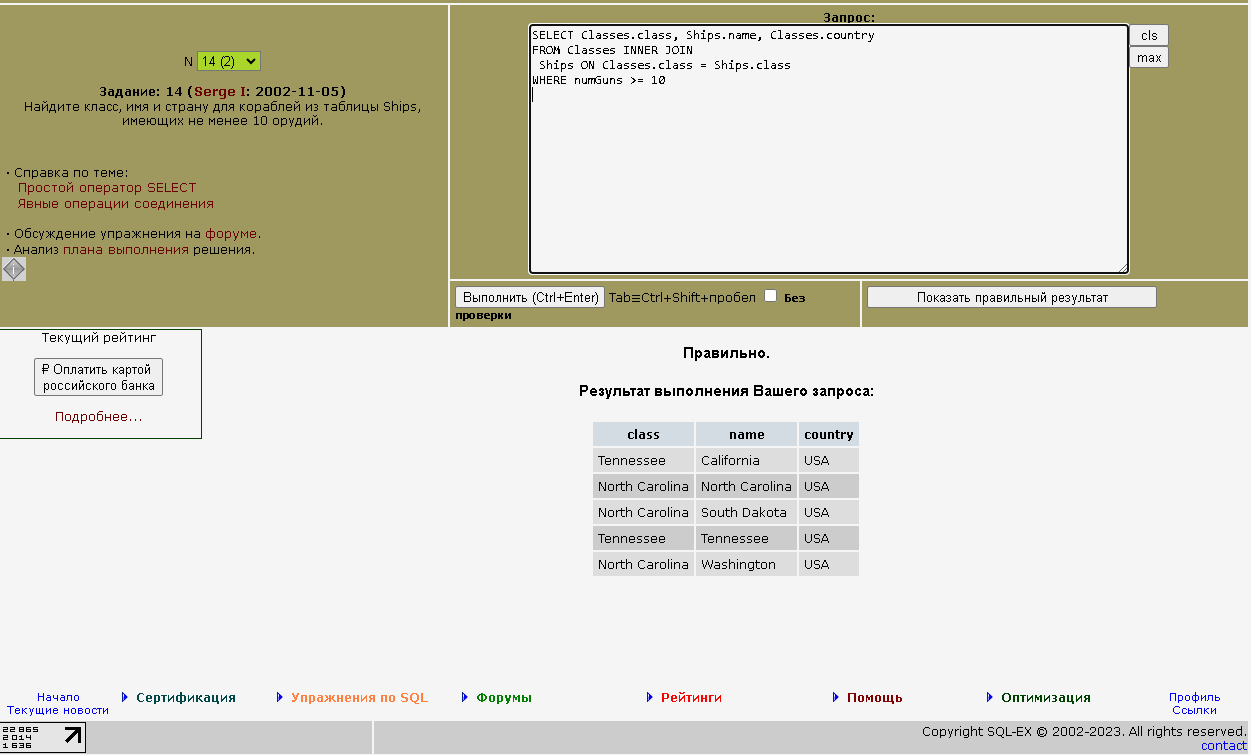 N 14 (2)
Задание: 14 (Serge I: 2002-11-05)
Найдите класс, имя и страну для кораблей из таблицы Ships,
имеющих не менее 10 орудий.
· Справка по теме:
Простой оператор SELECT
Явные операции соединения
· Обсуждение упражнения на форуме.
· Анализ плана выполнения решения.
Запрос:
SELECT Classes.class, Ships.name, Classes.country
FROM Classes INNER JOIN
Ships ON Classes.class = Ships.class
WHERE numGuns >= 10
cls
max
Выполнить (Ctrl+Enter) Tab≡Ctrl+Shift+пробел Без
проверки
Показать правильный результат
Текущий рейтинг
₽ Оплатить картой
российского банка
Подробнее...
Правильно.
Результат выполнения Вашего запроса:
class name country
Tennessee California USA
North Carolina North Carolina USA
North Carolina South Dakota USA
Tennessee Tennessee USA
North Carolina Washington USA
Начало
Текущие новости
Сертификация
Упражнения по SQL
Форумы
Рейтинги
Помощь
Оптимизация
Профиль
Ссылки
22865
2014
1636
Copyright SQL-EX © 2002-2023. All rights reserved.
contact